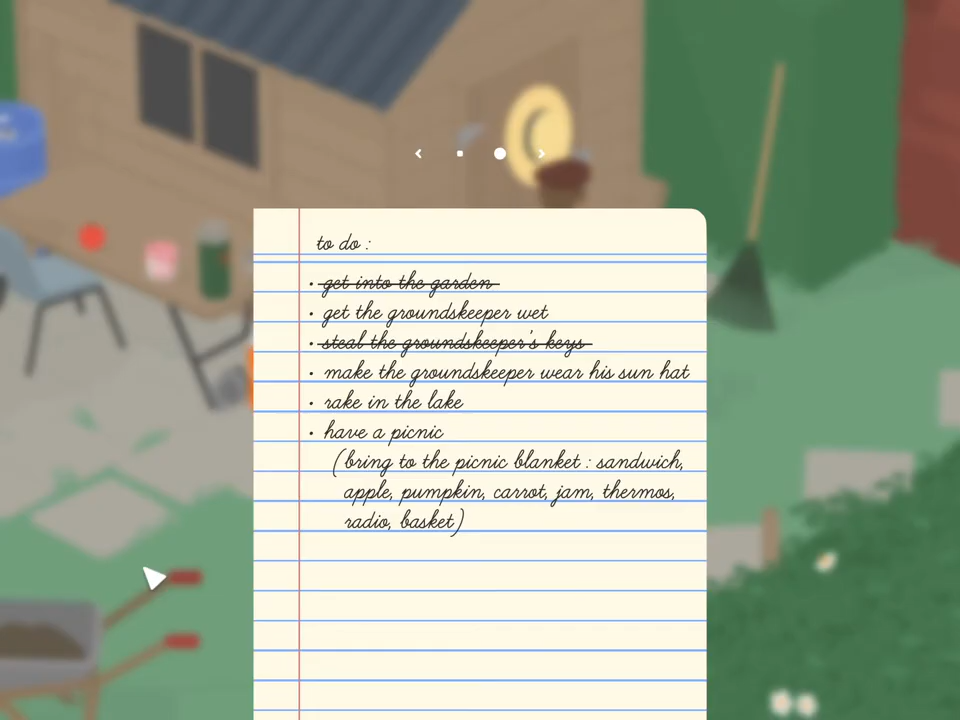 to do :
• get into the garden
• get the groundskeeper wet
• steal the groundskeeper's keys
• make the groundskeeper wear his sun hat
• rake in the lake
• have a picnic
(bring to the picnic blanket : sandwich,
apple, pumpkin, carrot, jam, thermos,
radio, basket)